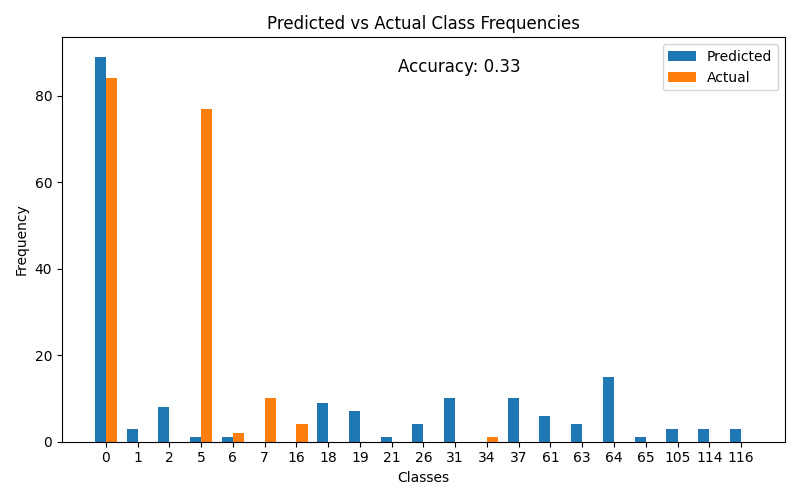 Predicted vs Actual Class Frequencies
Accuracy: 0.33
Predicted
Actual
Frequency
80
60
40
20
0
0 1 2 5 6 7 16 18 19 21 26 31 34 37 61 63 64 65 105 114 116
Classes